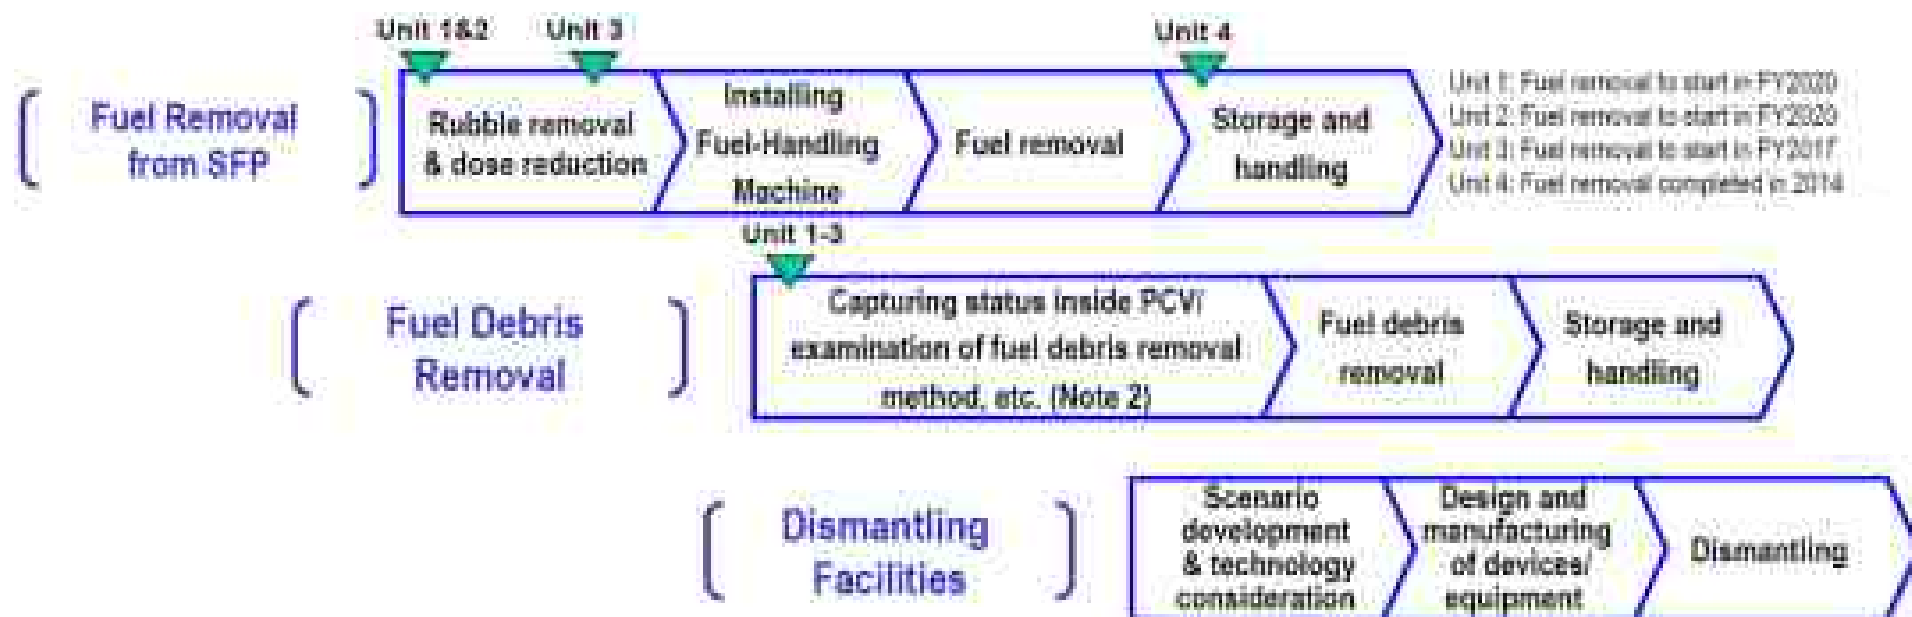 Unit 1&2
Unit 3
Unit 4
Fuel Removal
from SFP
Rubble removal
& dose reduction
Installing
Fuel-Handling
Machine
Fuel removal
Storage and
handling
Unit 1: Fuel removal to start in FY2020
Unit 2: Fuel removal to start in FY2020
Unit 3: Fuel removal to start in FY2017
Unit 4: Fuel removal completed in 2014
Unit 1-3
Fuel Debris
Removal
Capturing status inside PCV/
examination of fuel debris removal
method, etc. (Note 2)
Fuel debris
removal
Storage and
handling
Dismantling
Facilities
Scenario
development
& technology
consideration
Design and
manufacturing
of devices/
equipment
Dismantling